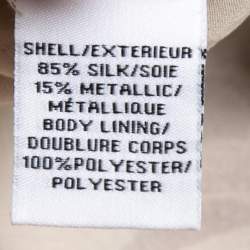 SHELL/EXTERIEUR
85% SILK/SOIE
15% METALLIC/
MÉTALLIQUE
BODY LINING/
DOUBLURE CORPS
100%POLYESTER/
POLYESTER